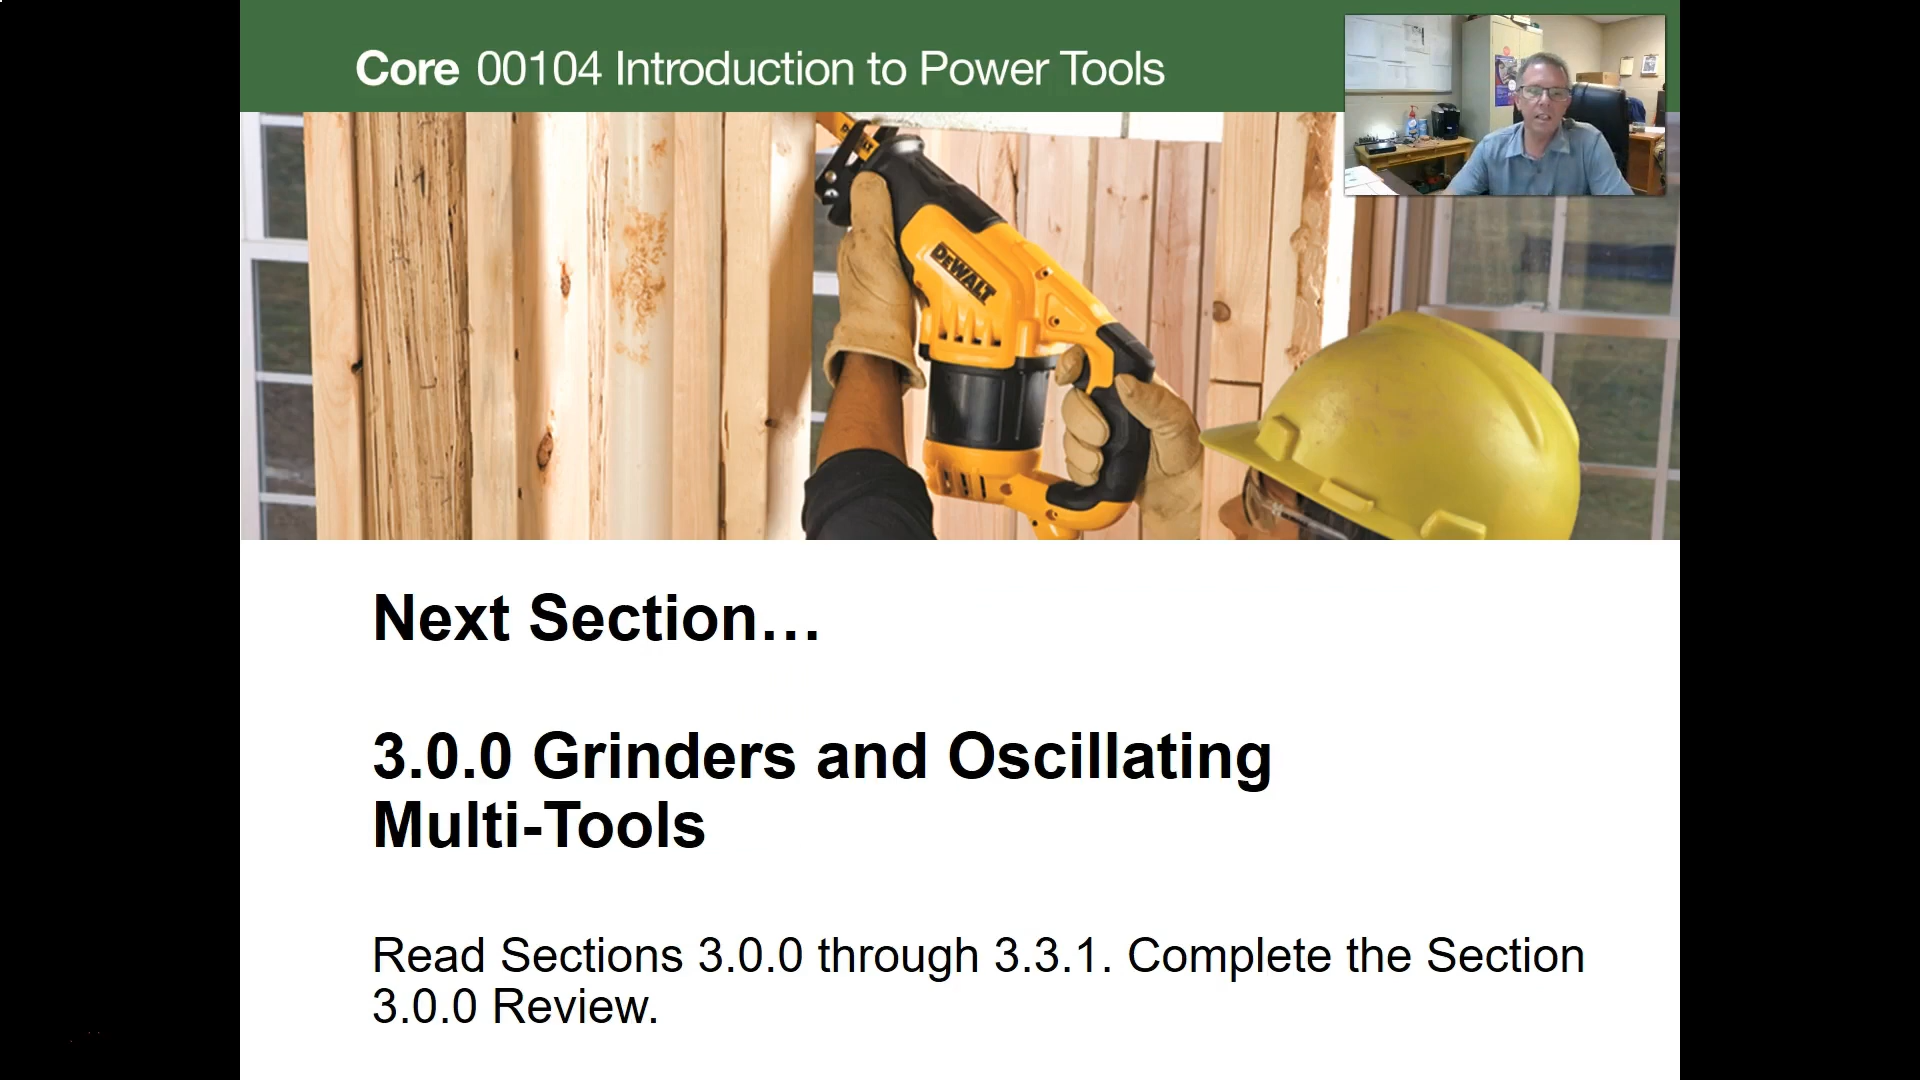 Core 00104 Introduction to Power Tools
DEWALT
Next Section…
3.0.0 Grinders and Oscillating
Multi-Tools
Read Sections 3.0.0 through 3.3.1. Complete the Section
3.0.0 Review.